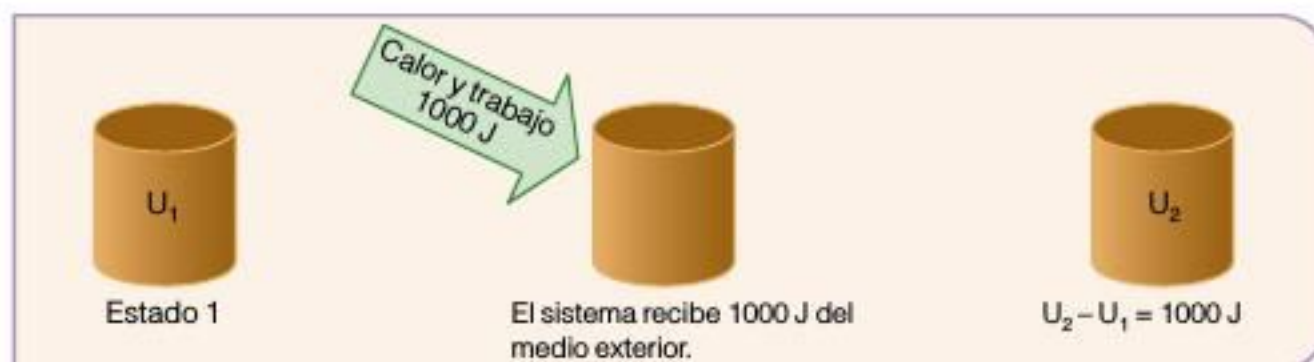 Calor y trabajo
1000 J
U₁
U₂
Estado 1
El sistema recibe 1000 J del
medio exterior.
U₂ – U₁ = 1000 J